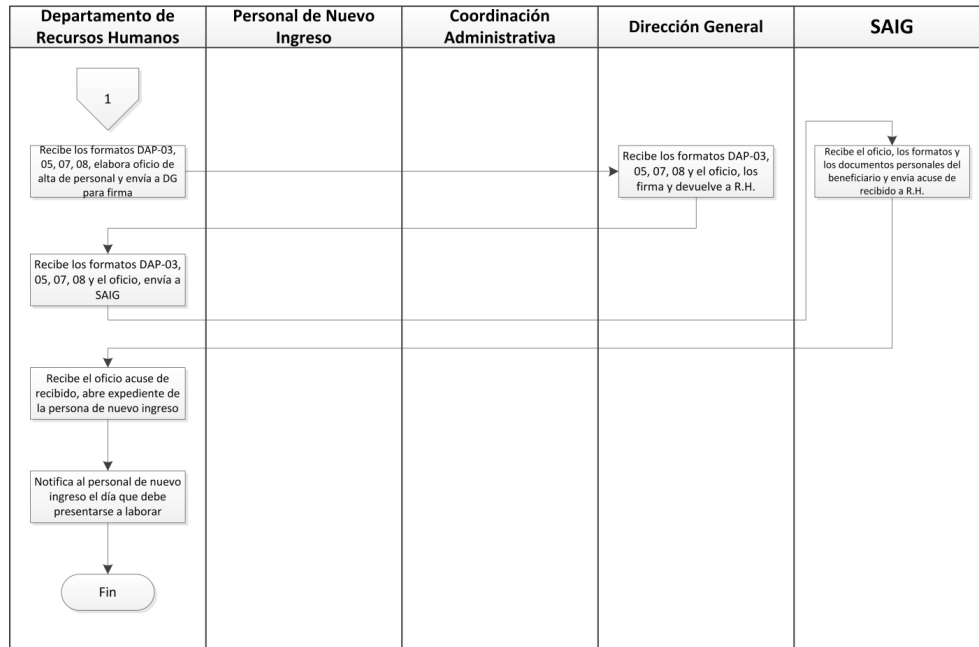 Departamento de
Recursos Humanos
Personal de Nuevo
Ingreso
Coordinación
Administrativa
Dirección General
SAIG
1
Recibe los formatos DAP-03,
05, 07, 08, elabora oficio de
alta de personal y envía a DG
para firma
Recibe los formatos DAP-03,
05, 07, 08 y el oficio, los
firma y devuelve a R.H.
Recibe el oficio, los formatos y
los documentos personales del
beneficiario y envia acuse de
recibido a R.H.
Recibe los formatos DAP-03,
05, 07, 08 y el oficio, envía a
SAIG
Recibe el oficio acuse de
recibido, abre expediente de
la persona de nuevo ingreso
Notifica al personal de nuevo
ingreso el día que debe
presentarse a laborar
Fin